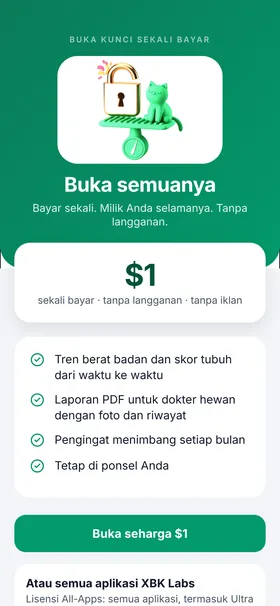 BUKA KUNCI SEKALI BAYAR
Buka semuanya
Bayar sekali. Milik Anda selamanya. Tanpa
langganan.
$1
sekali bayar · tanpa langganan · tanpa iklan
Tren berat badan dan skor tubuh
dari waktu ke waktu
Laporan PDF untuk dokter hewan
dengan foto dan riwayat
Pengingat menimbang setiap bulan
Tetap di ponsel Anda
Buka seharga $1
Atau semua aplikasi XBK Labs
Lisensi All-Apps: semua aplikasi, termasuk Ultra